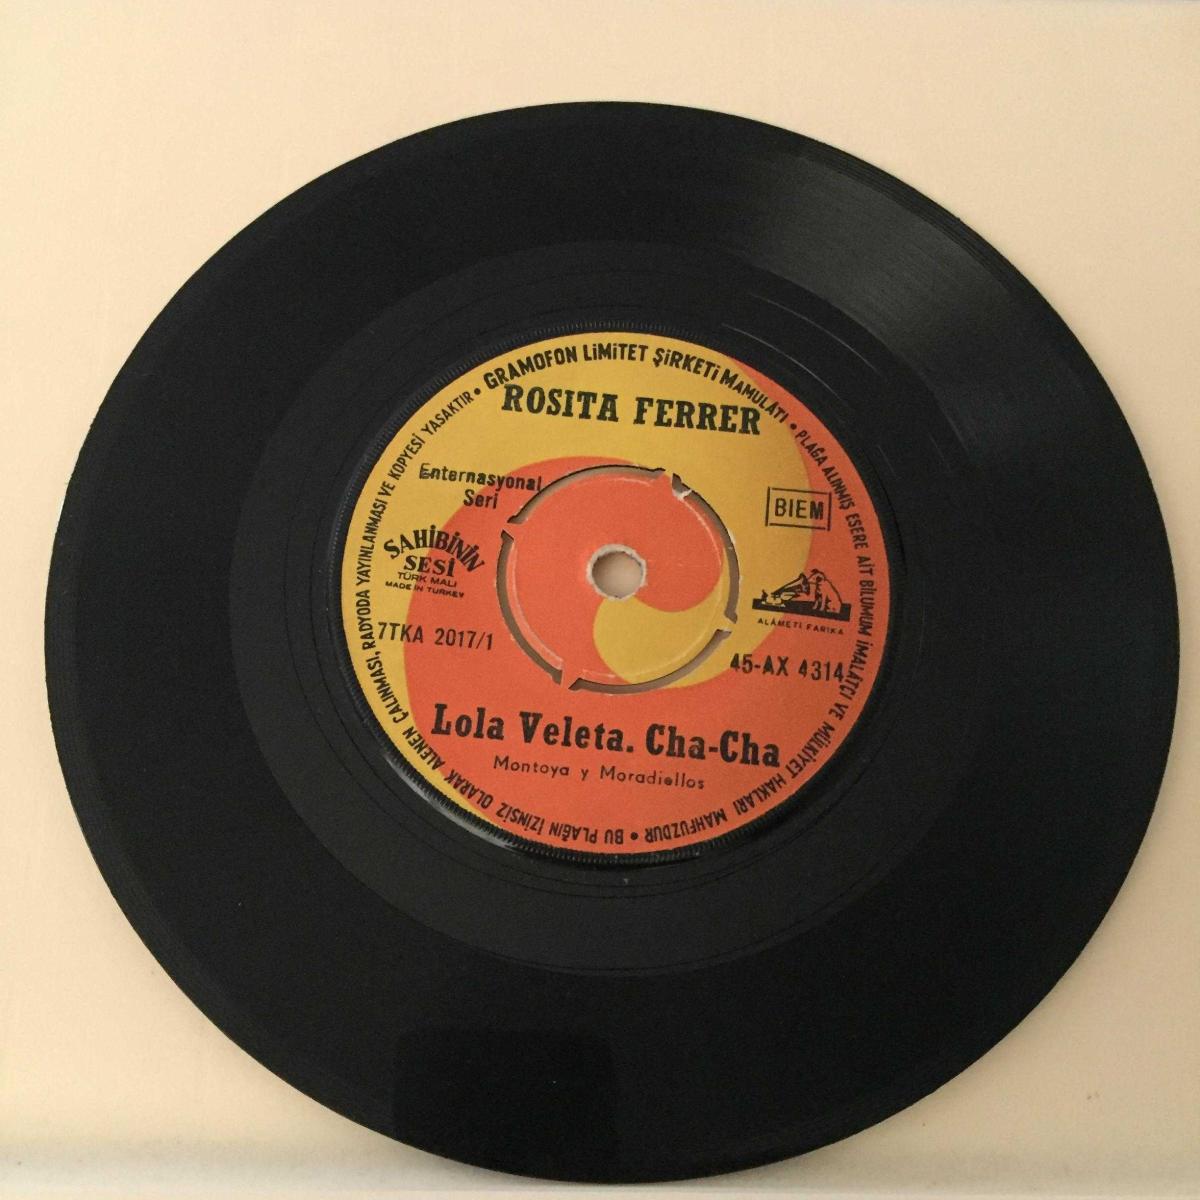 GRAMOFON LİMİTET ŞİRKETİ MAMULATI • PLAĞA ALINMIŞ ESERE AİT BİLUMUM İMALATÇI VE MÜLKİYET HAKLARI MAHFUZDUR • BU PLAĞIN İZİNSİZ OLARAK ALENEN ÇALINMASI, RADYODA YAYINLANMASI VE KOPYESİ YASAKTIR •
ROSITA FERRER
Enternasyonal
Seri
BIEM
SAHİBİNİN
SESİ
TÜRK MALI
MADE IN TURKEY
ALÂMETİ FARİKA
7TKA 2017/1
45-AX 4314
Lola Veleta. Cha-Cha
Montoya y Moradiellos